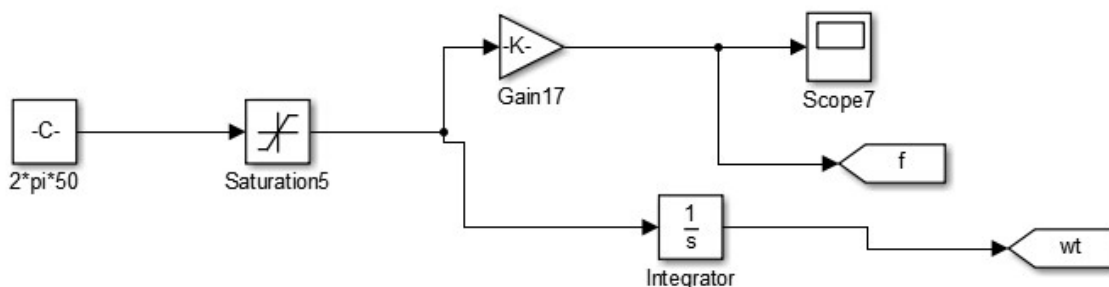 -K-
Gain17
Scope7
-C-
2*pi*50
Saturation5
f
1
s
Integrator
wt